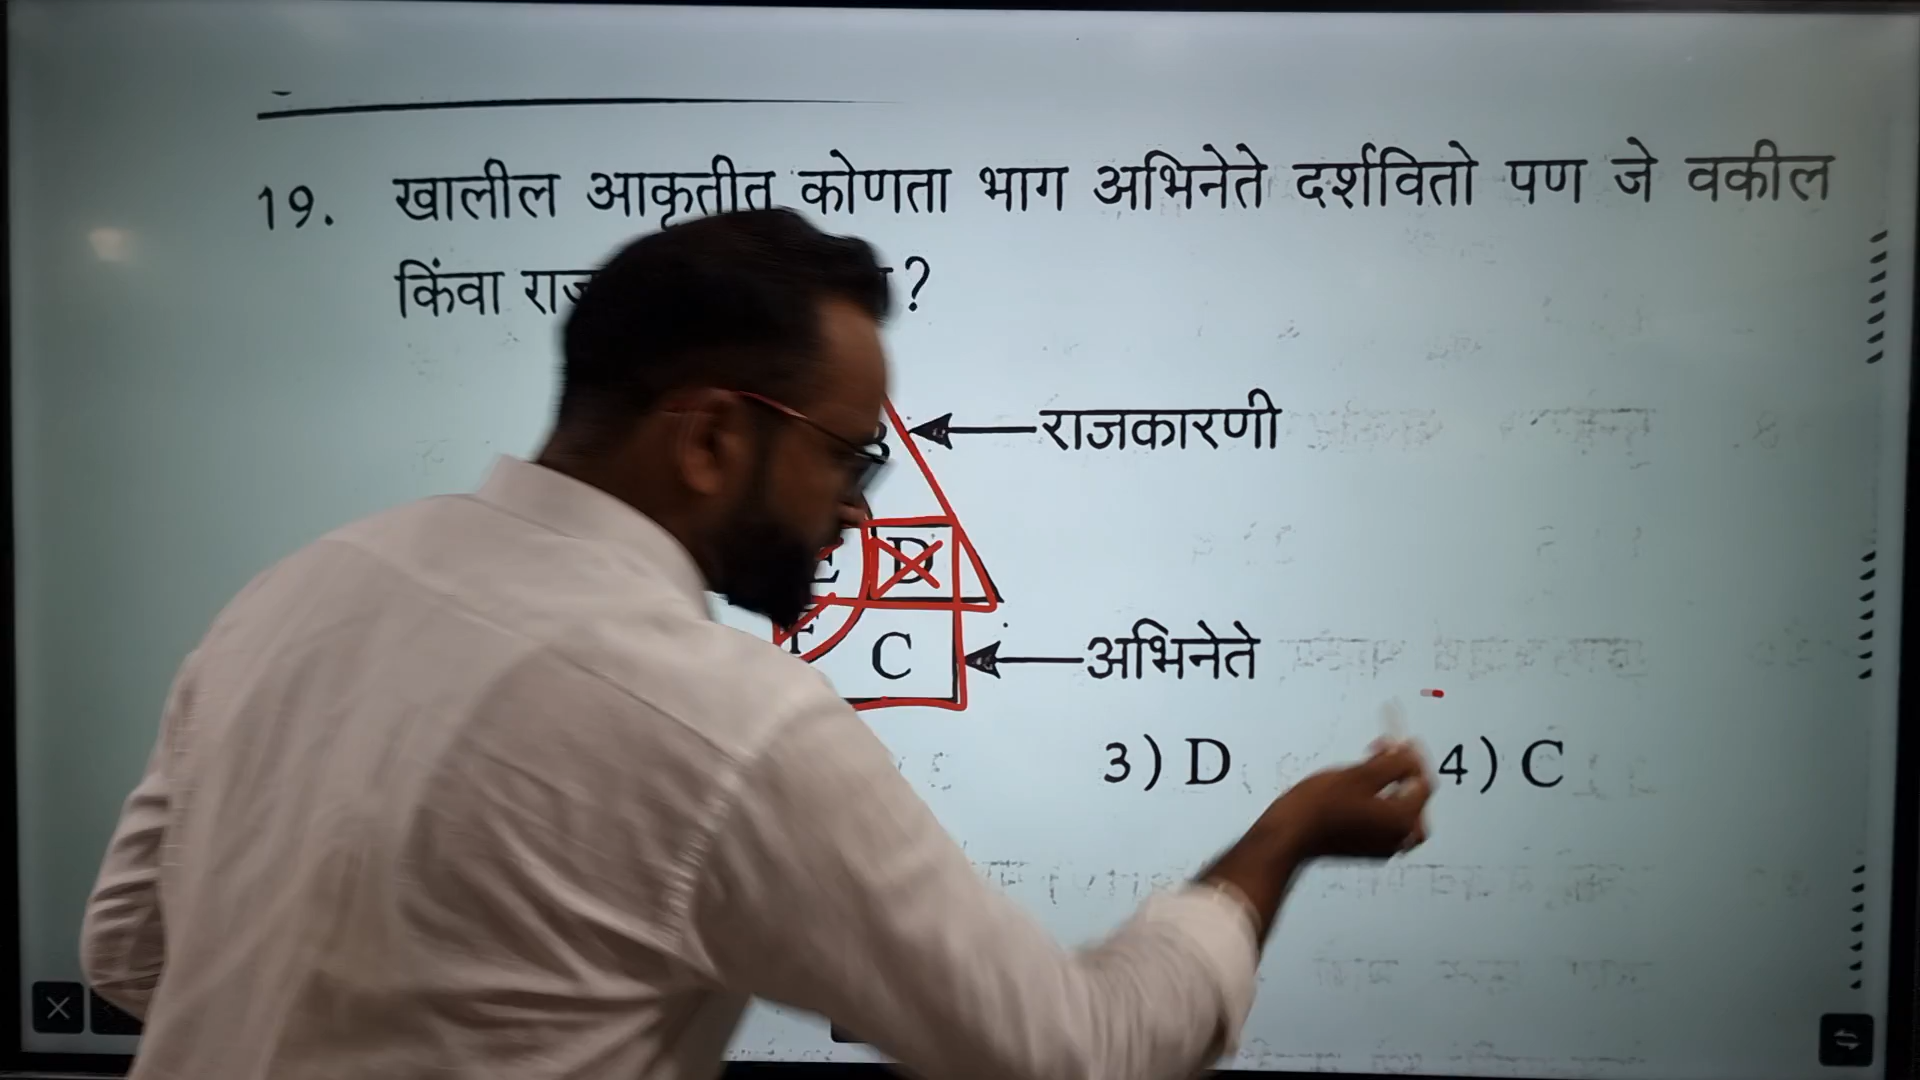 19. खालील आकृतीत कोणता भाग अभिनेते दर्शवितो पण जे वकील
किंवा ?
राजकारणी
D
C
अभिनेते
3) D 4) C